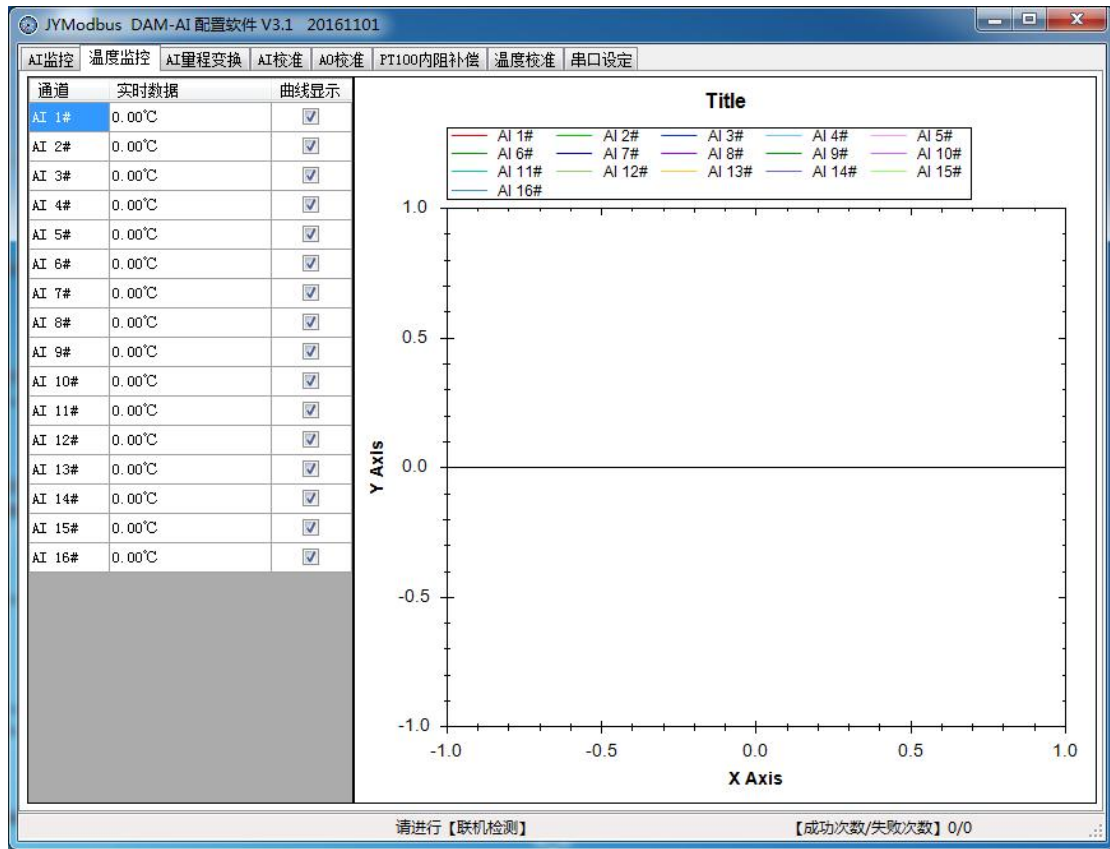 JYModbus DAM-AI 配置软件 V3.1 20161101
AI监控 温度监控 AI量程变换 AI校准 AO校准 PT100内阻补偿 温度校准 串口设定
通道 实时数据 曲线显示
AI 1# 0.00℃
AI 2# 0.00℃
AI 3# 0.00℃
AI 4# 0.00℃
AI 5# 0.00℃
AI 6# 0.00℃
AI 7# 0.00℃
AI 8# 0.00℃
AI 9# 0.00℃
AI 10# 0.00℃
AI 11# 0.00℃
AI 12# 0.00℃
AI 13# 0.00℃
AI 14# 0.00℃
AI 15# 0.00℃
AI 16# 0.00℃
Title
AI 1# AI 2# AI 3# AI 4# AI 5#
AI 6# AI 7# AI 8# AI 9# AI 10#
AI 11# AI 12# AI 13# AI 14# AI 15#
AI 16#
1.0
0.5
0.0
-0.5
-1.0
Y Axis
-1.0 -0.5 0.0 0.5 1.0
X Axis
请进行【联机检测】 【成功次数/失败次数】0/0